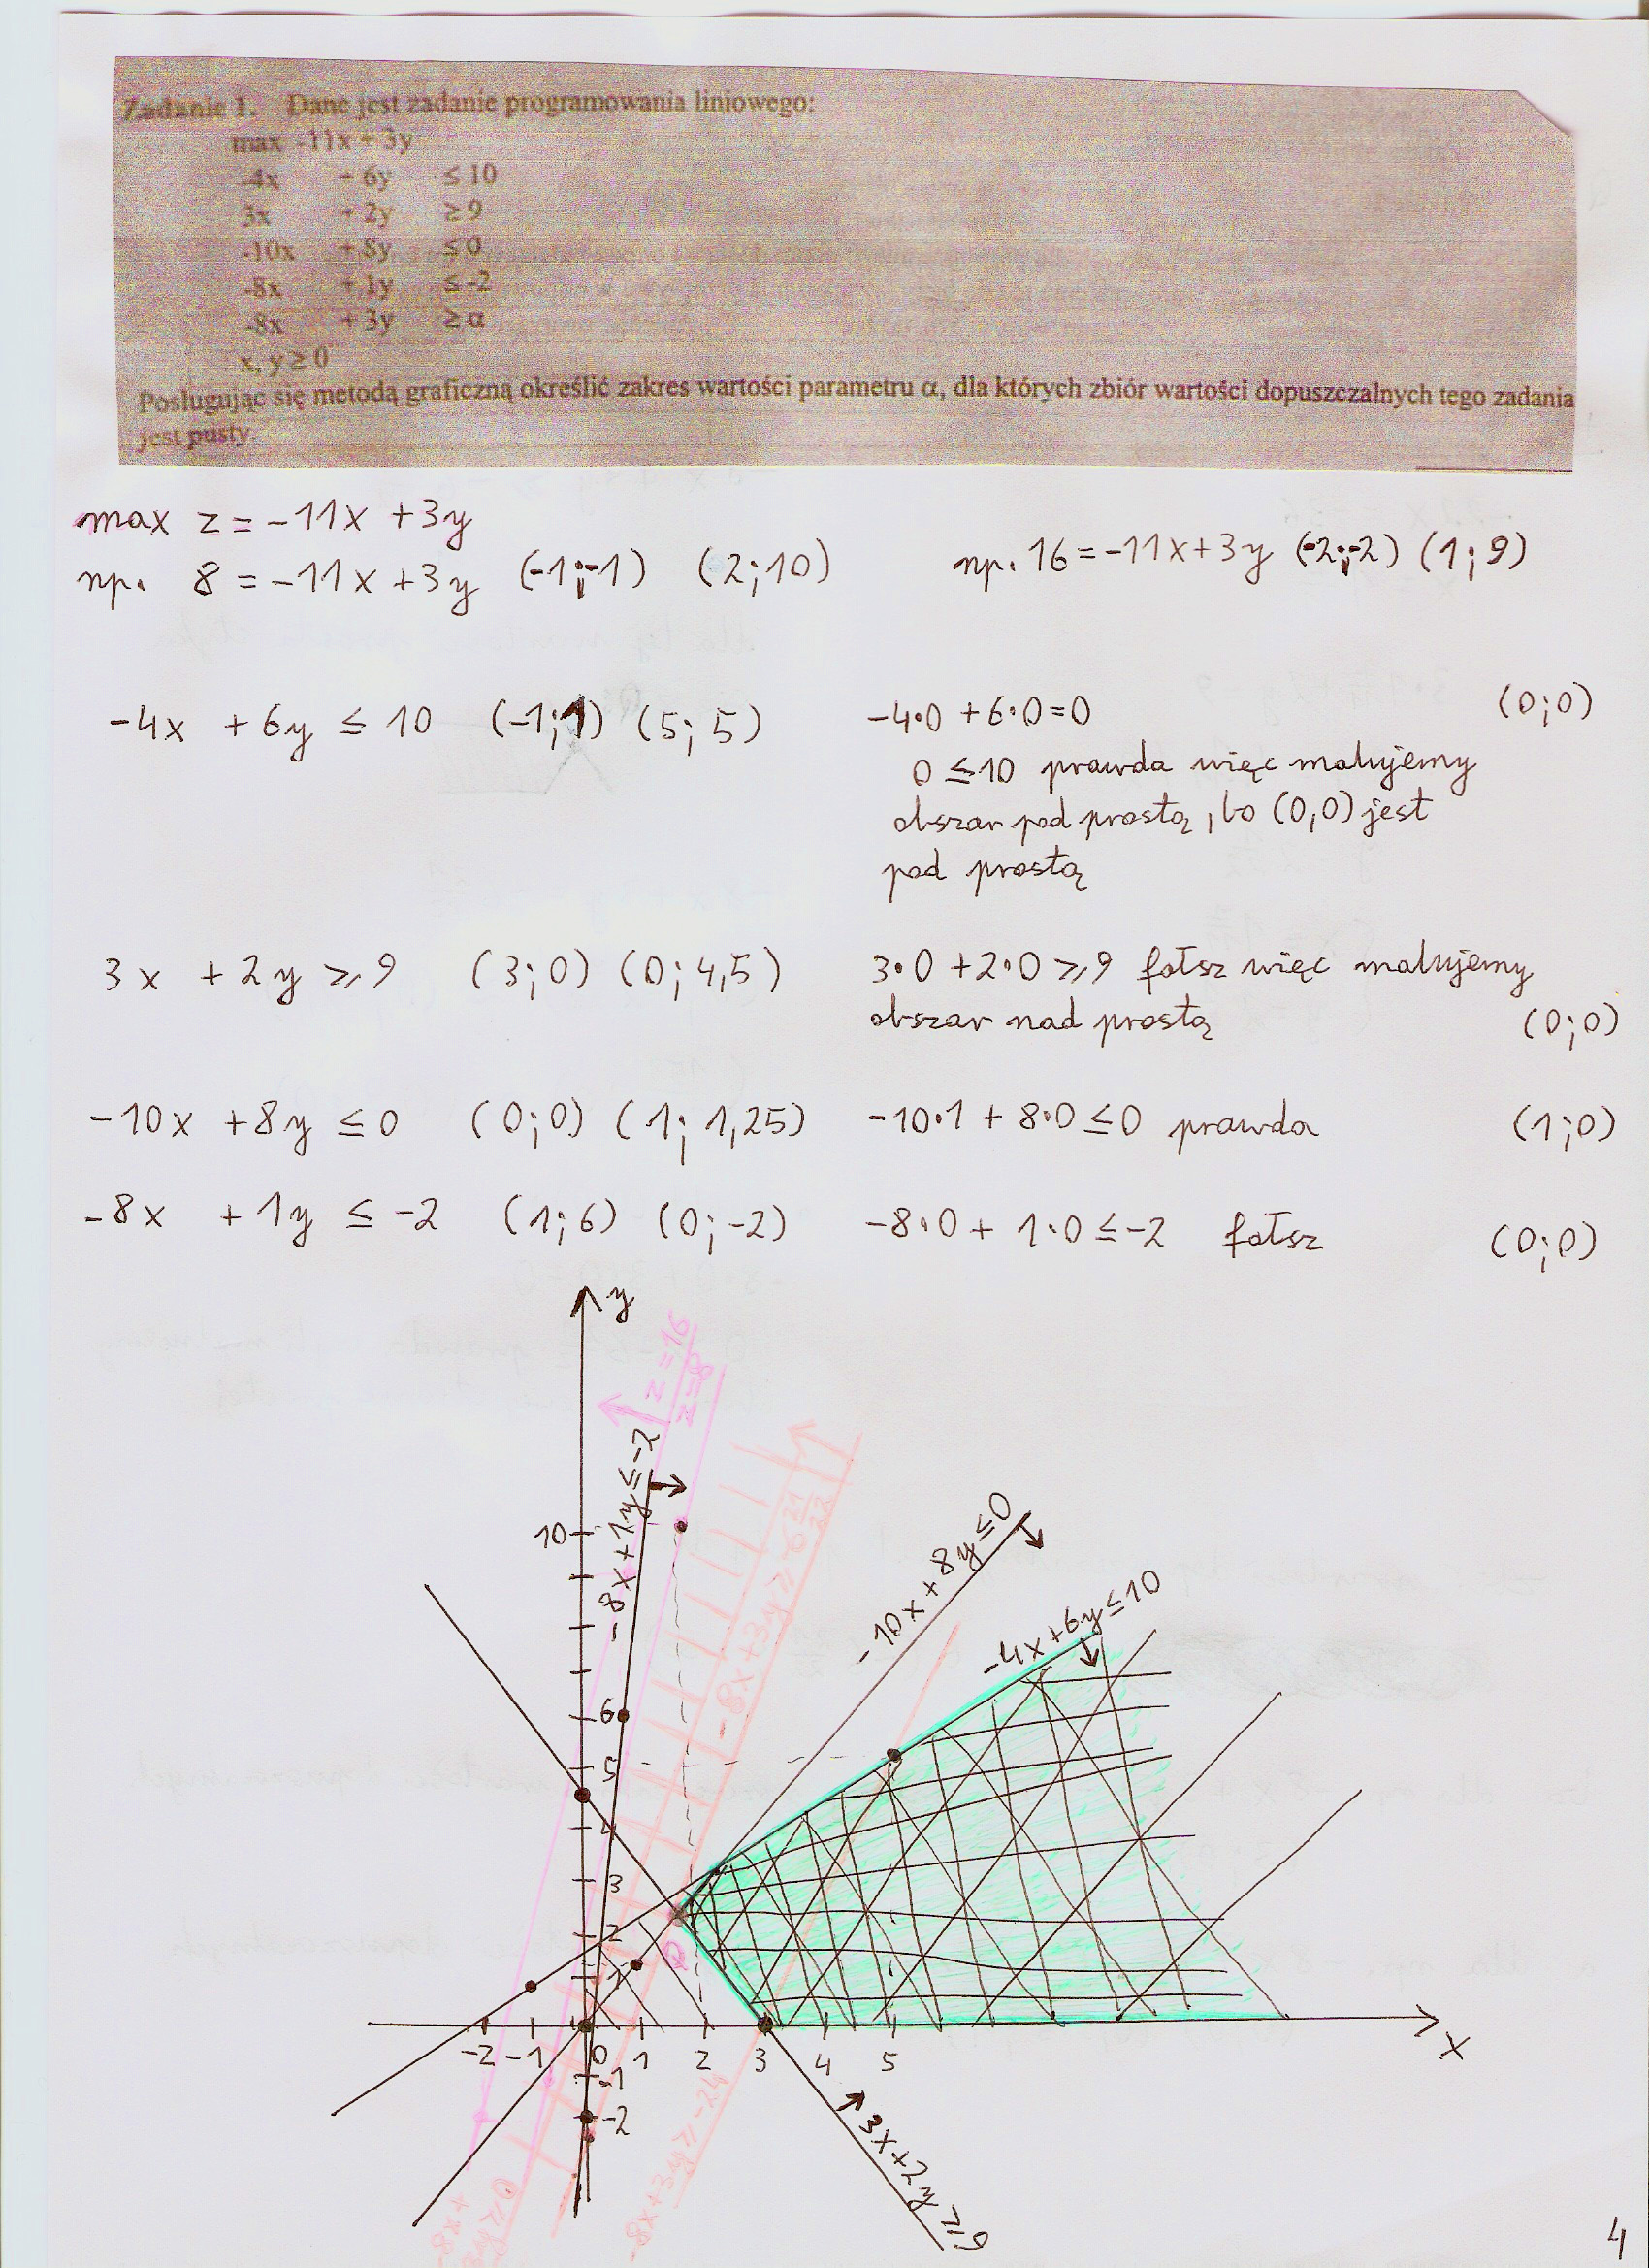 Zadanie 1. Dane jest zadanie programowania liniowego:
max -11x + 3y
-4x + 6y ≤ 10
3x + 2y ≥ 9
-10x + 8y ≤ 0
-8x + 1y ≤ -2
-8x + 3y ≥ α
x, y ≥ 0
Posługując się metodą graficzną określić zakres wartości parametru α, dla których zbiór wartości dopuszczalnych tego zadania
jest pusty.
max z = -11x + 3y
np. 8 = -11x + 3y (-1;-1) (2;10) np. 16 = -11x + 3y (-2;-2) (1;9)
-4x + 6y ≤ 10 (-1;1) (5;5) -4·0 + 6·0 = 0 (0;0)
0 ≤ 10 prawda więc malujemy
obszar pod prostą, bo (0,0) jest
pod prostą
3x + 2y ≥ 9 (3;0) (0;4,5) 3·0 + 2·0 ≥ 9 fałsz więc malujemy
obszar nad prostą (0;0)
-10x + 8y ≤ 0 (0;0) (1;1,25) -10·1 + 8·0 ≤ 0 prawda (1;0)
-8x + 1y ≤ -2 (1;6) (0;-2) -8·0 + 1·0 ≤ -2 fałsz (0;0)
y
z = 16
z = 8
-8x + 1y ≤ -2
-10x + 8y ≤ 0
-4x + 6y ≤ 10
10
6
5
4
3
2
1
-2 -1 0 1 2 3 4 5 x
-1
-2
3x + 2y ≥ 9
-8x + 3y ≥ -24
-8x + 3y ≥ 0
4